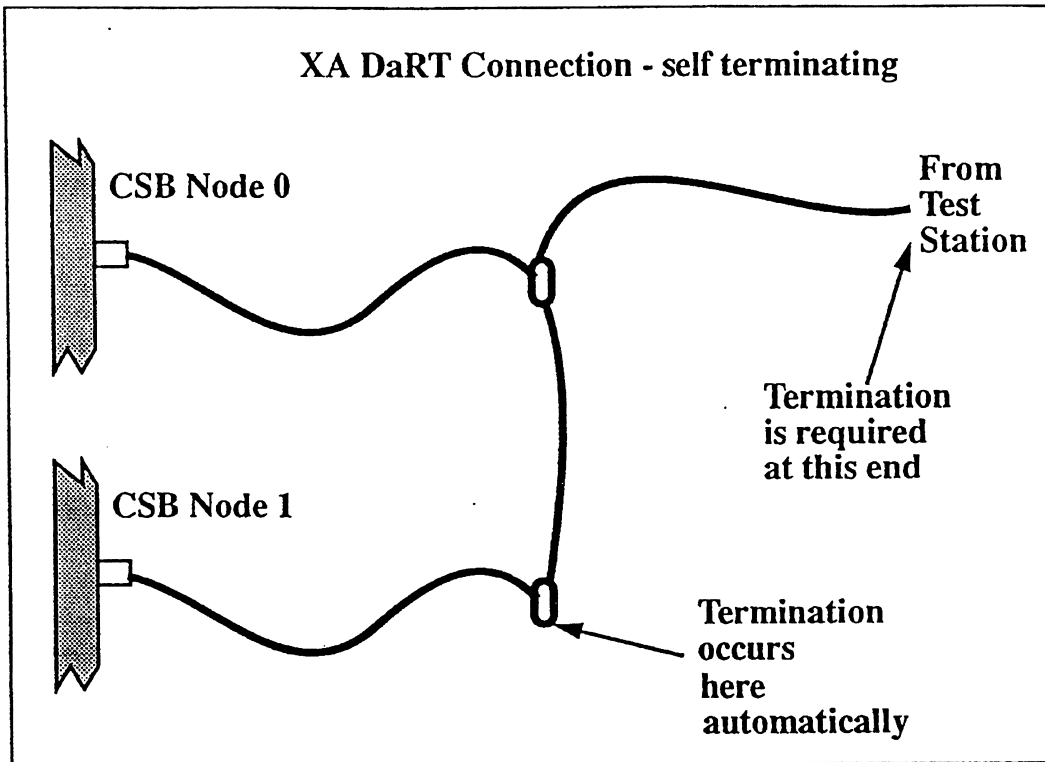 XA DaRT Connection - self terminating
CSB Node 0
From
Test
Station
Termination
is required
at this end
CSB Node 1
Termination
occurs
here
automatically